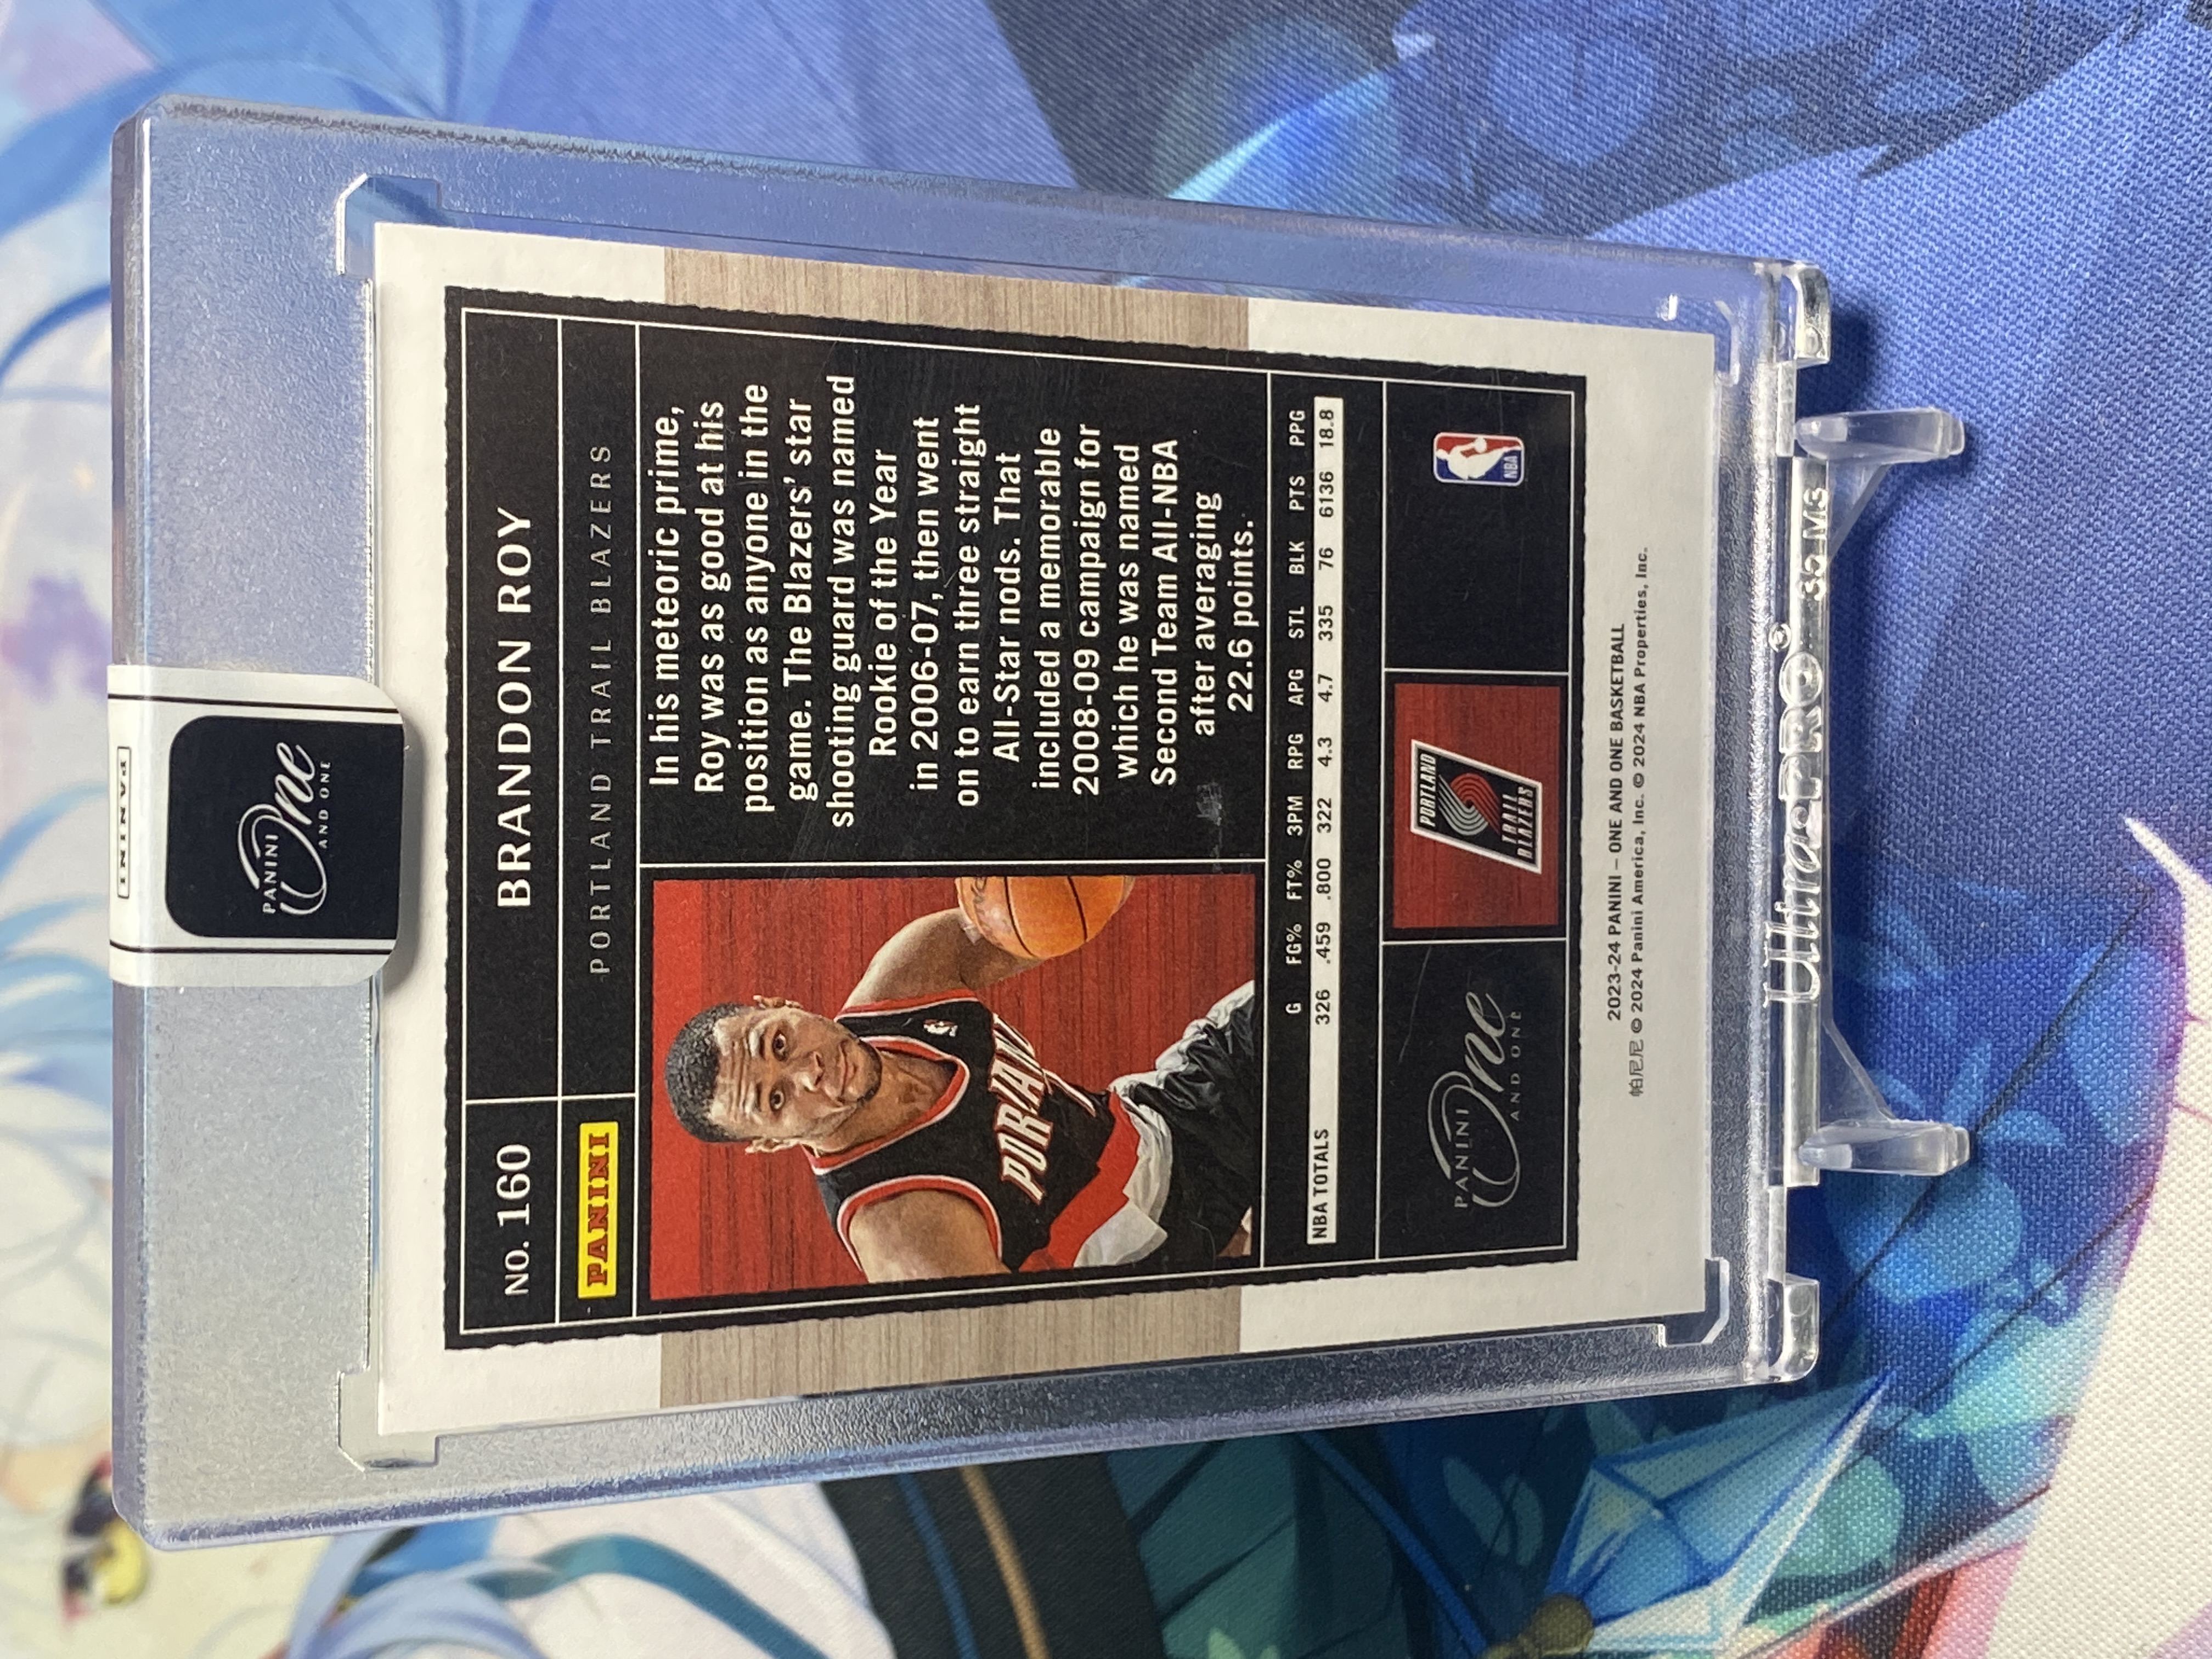 PANINI
PANINI
One
AND ONE
NO. 160
BRANDON ROY
PANINI
PORTLAND TRAIL BLAZERS
In his meteoric prime,
Roy was as good at his
position as anyone in the
game. The Blazers' star
shooting guard was named
Rookie of the Year
in 2006-07, then went
on to earn three straight
All-Star nods. That
included a memorable
2008-09 campaign for
which he was named
Second Team All-NBA
after averaging
22.6 points.
G FG% FT% 3PM RPG APG STL BLK PTS PPG
NBA TOTALS 326 .459 .800 322 4.3 4.7 335 76 6136 18.8
PANINI
One
AND ONE
PORTLAND
TRAIL
BLAZERS
NBA
2023-24 PANINI – ONE AND ONE BASKETBALL
帕尼尼 © 2024 Panini America, Inc. © 2024 NBA Properties, Inc.
Ultra•PRO®